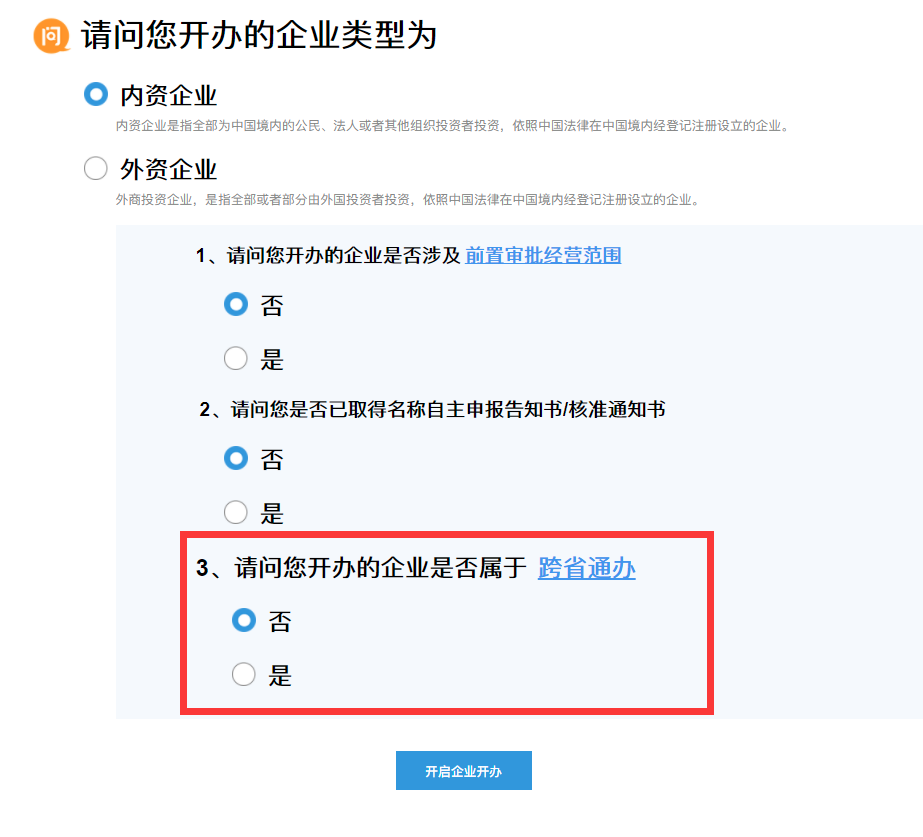 问 请问您开办的企业类型为
内资企业
内资企业是指全部为中国境内的公民、法人或者其他组织投资者投资，依照中国法律在中国境内经登记注册设立的企业。
外资企业
外商投资企业，是指全部或者部分由外国投资者投资，依照中国法律在中国境内经登记注册设立的企业。
1、请问您开办的企业是否涉及 前置审批经营范围
否
是
2、请问您是否已取得名称自主申报告知书/核准通知书
否
是
3、请问您开办的企业是否属于 跨省通办
否
是
开启企业开办